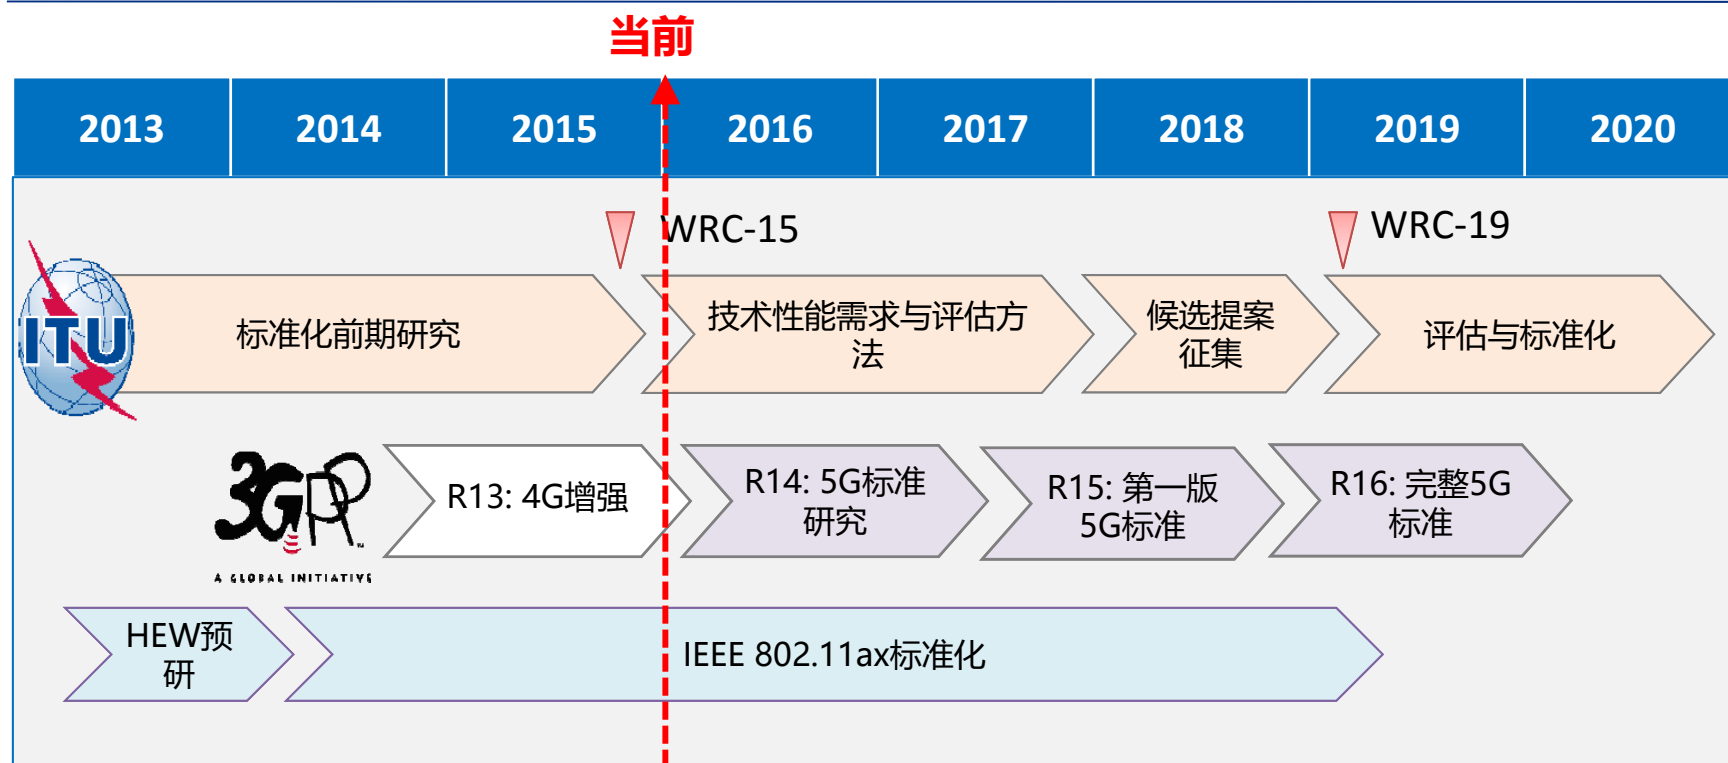 当前
2013
2014
2015
2016
2017
2018
2019
2020
WRC-15
WRC-19
ITU
标准化前期研究
技术性能需求与评估方
法
候选提案
征集
评估与标准化
3GPP
TM
A GLOBAL INITIATIVE
R13: 4G增强
R14: 5G标准
研究
R15: 第一版
5G标准
R16: 完整5G
标准
HEW预
研
IEEE 802.11ax标准化